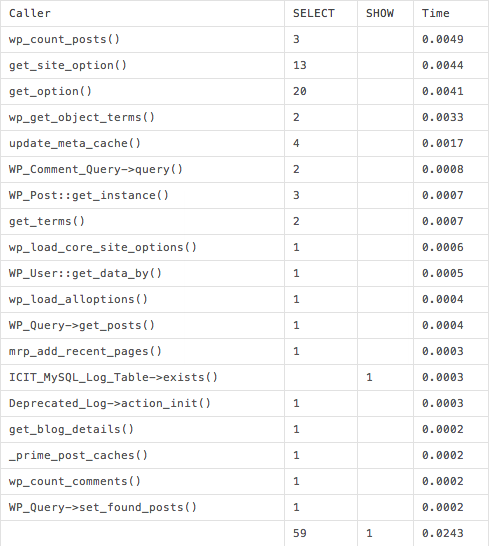 Caller SELECT SHOW Time
wp_count_posts() 3 0.0049
get_site_option() 13 0.0044
get_option() 20 0.0041
wp_get_object_terms() 2 0.0033
update_meta_cache() 4 0.0017
WP_Comment_Query->query() 2 0.0008
WP_Post::get_instance() 3 0.0007
get_terms() 2 0.0007
wp_load_core_site_options() 1 0.0006
WP_User::get_data_by() 1 0.0005
wp_load_alloptions() 1 0.0004
WP_Query->get_posts() 1 0.0004
mrp_add_recent_pages() 1 0.0003
ICIT_MySQL_Log_Table->exists() 1 0.0003
Deprecated_Log->action_init() 1 0.0003
get_blog_details() 1 0.0002
_prime_post_caches() 1 0.0002
wp_count_comments() 1 0.0002
WP_Query->set_found_posts() 1 0.0002
59 1 0.0243